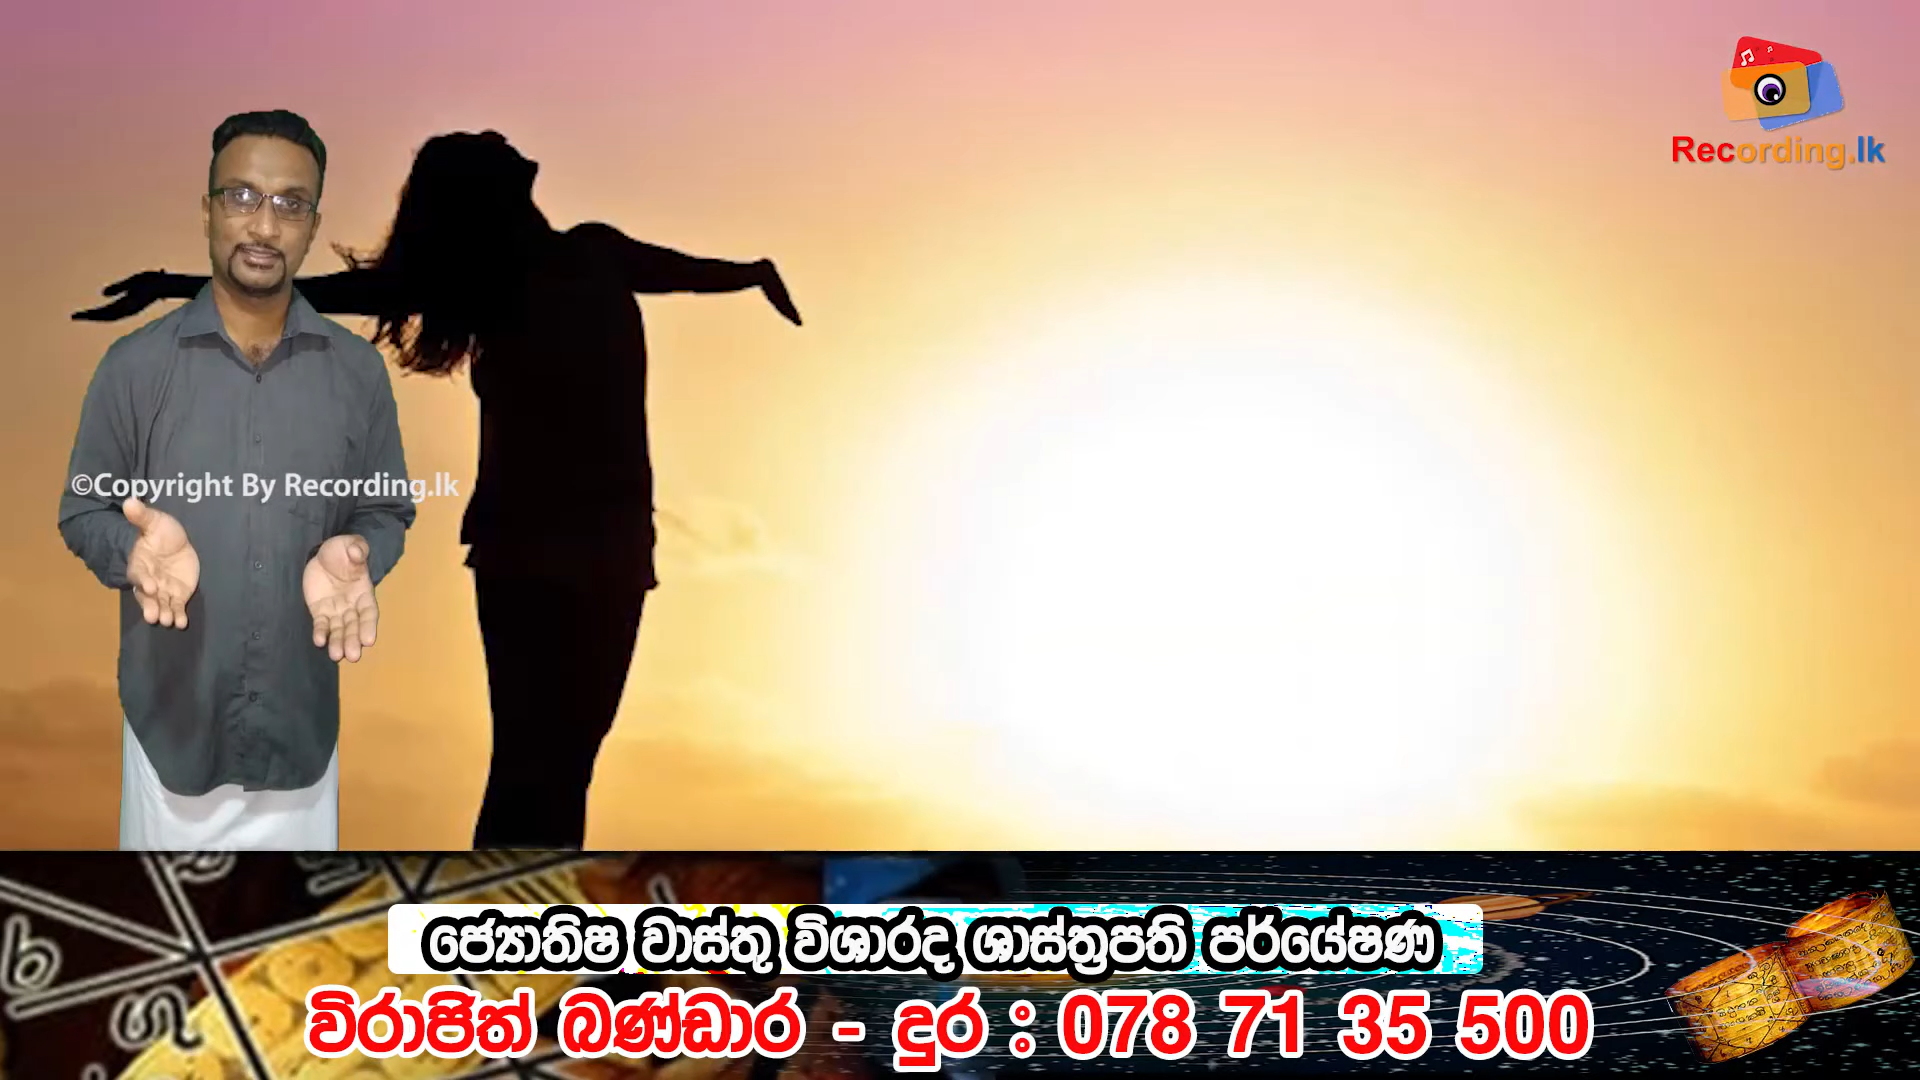 Recording.lk
©Copyright By Recording.lk
ජ්‍යොතිෂ වාස්තු විශාරද ශාස්ත්‍රපති පර්යේෂණ
විරාජිත් බණ්ඩාර - දුර : 078 71 35 500